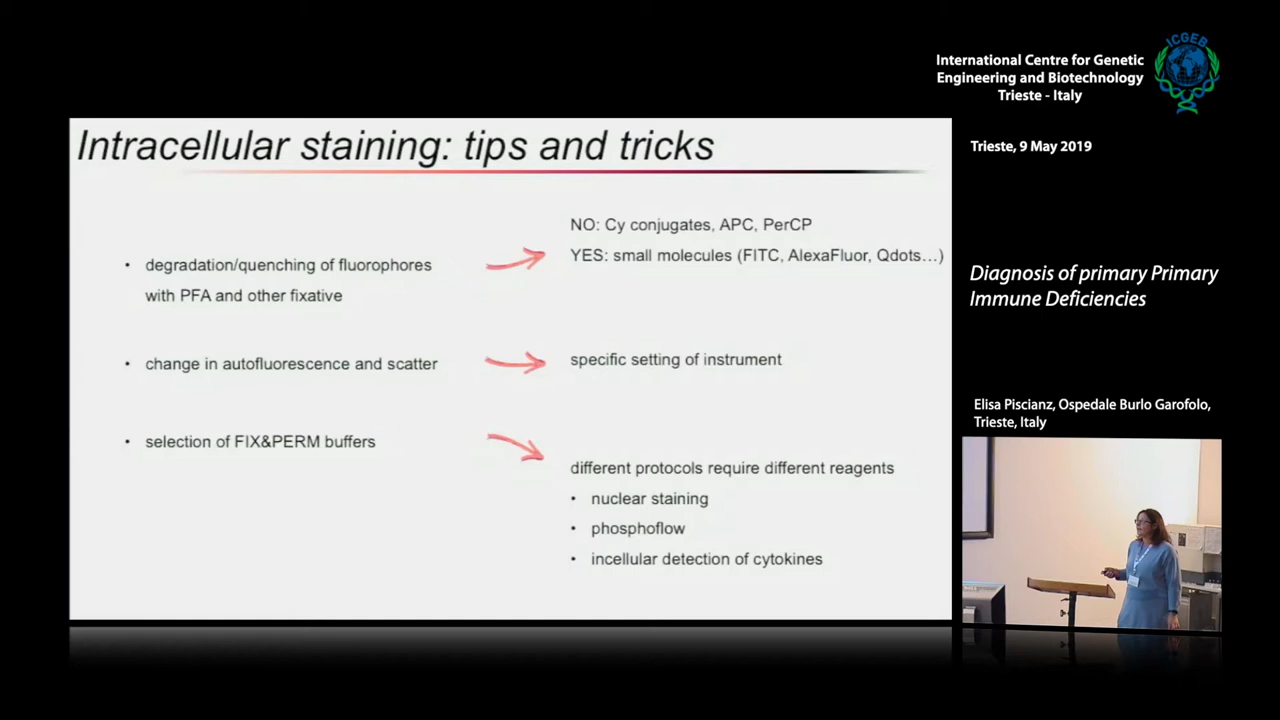 International Centre for Genetic
Engineering and Biotechnology
Trieste - Italy
ICGEB
Trieste, 9 May 2019
Intracellular staining: tips and tricks
NO: Cy conjugates, APC, PerCP
• degradation/quenching of fluorophores
with PFA and other fixative
YES: small molecules (FITC, AlexaFluor, Qdots…)
• change in autofluorescence and scatter
specific setting of instrument
• selection of FIX&PERM buffers
different protocols require different reagents
• nuclear staining
• phosphoflow
• incellular detection of cytokines
Diagnosis of primary Primary
Immune Deficiencies
Elisa Piscianz, Ospedale Burlo Garofolo,
Trieste, Italy